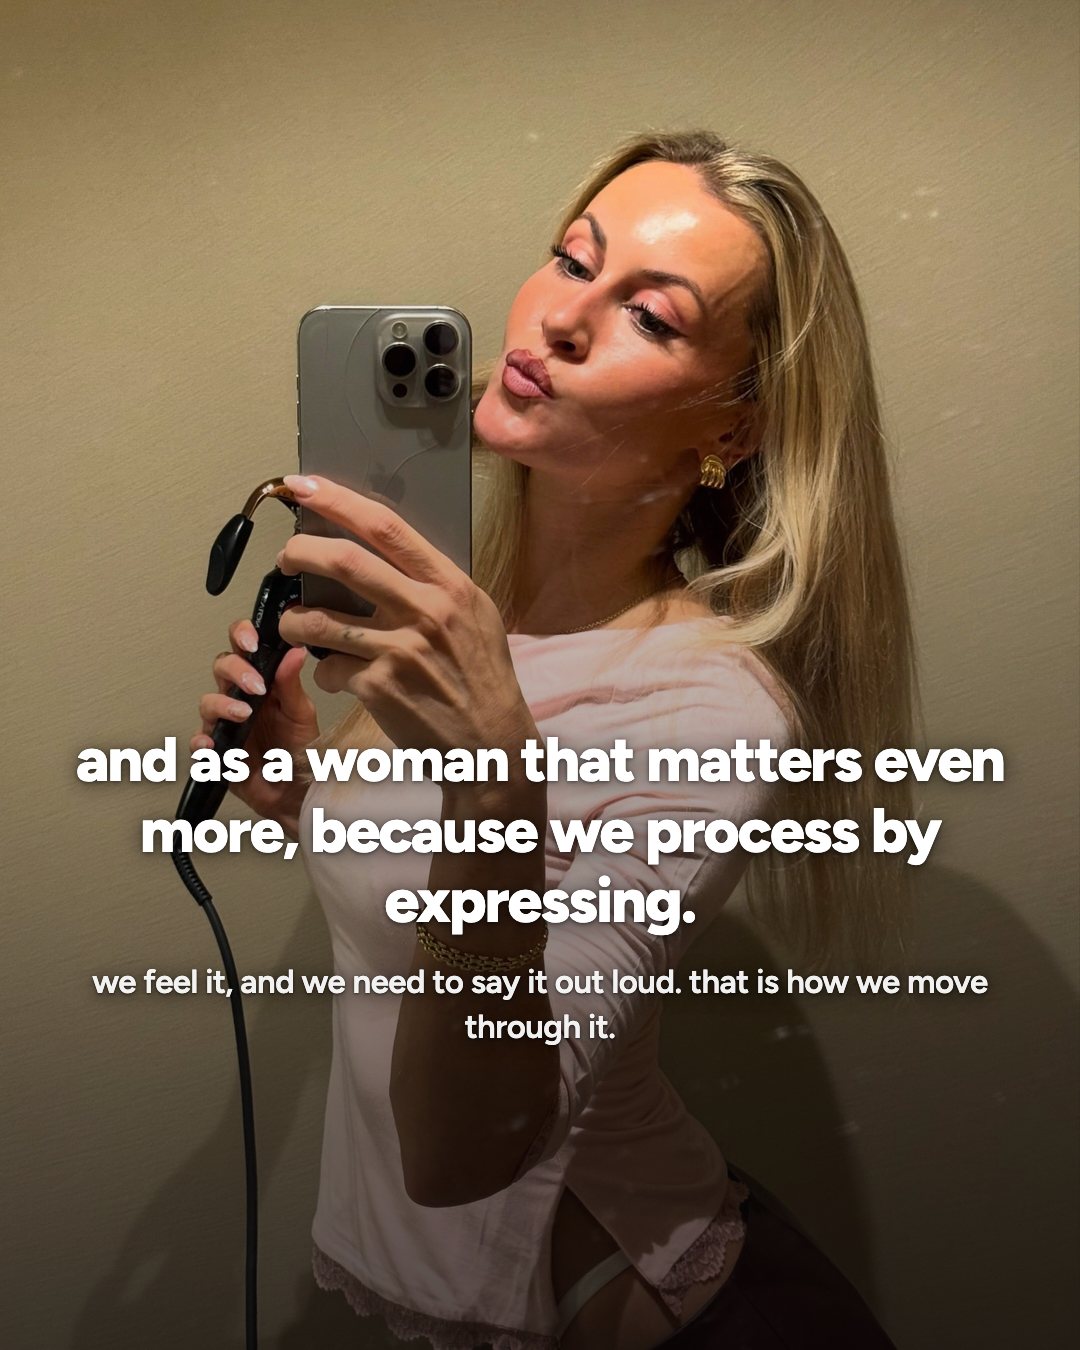 and as a woman that matters even
more, because we process by
expressing.
we feel it, and we need to say it out loud. that is how we move
through it.